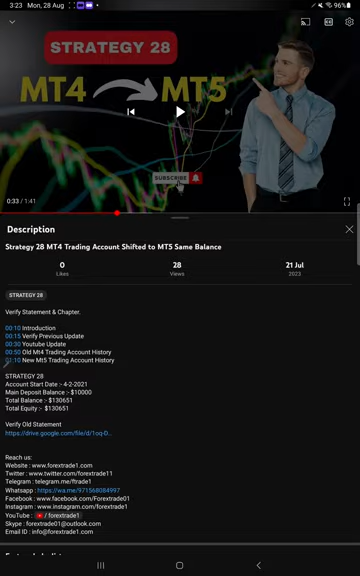 3:23 Mon, 28 Aug 96%
STRATEGY 28
MT4 MT5
SUBSCRIBE
0:33 / 1:41
Description
Strategy 28 MT4 Trading Account Shifted to MT5 Same Balance
0 28 21 Jul
Likes Views 2023
STRATEGY 28
Verify Statement & Chapter.
00:10 Introduction
00:15 Verify Previous Update
00:30 Youtube Update
00:50 Old Mt4 Trading Account History
01:10 New Mt5 Trading Account History
STRATEGY 28
Account Start Date :- 4-2-2021
Main Deposit Balance :- $10000
Total Balance :- $130651
Total Equity :- $130651
Verify Old Statement
https://drive.google.com/file/d/1oq-D...
Reach us:
Website : www.forextrade1.com
Twitter : www.twitter.com/forextrade11
Telegram : telegram.me/ftrade1
Whatsapp : https://wa.me/971568084997
Facebook : www.facebook.com/Forextrade01
Instagram : www.instagram.com/forextrade1
YouTube : / forextrade1
Skype : forextrade01@outlook.com
Email ID : info@forextrade1.com